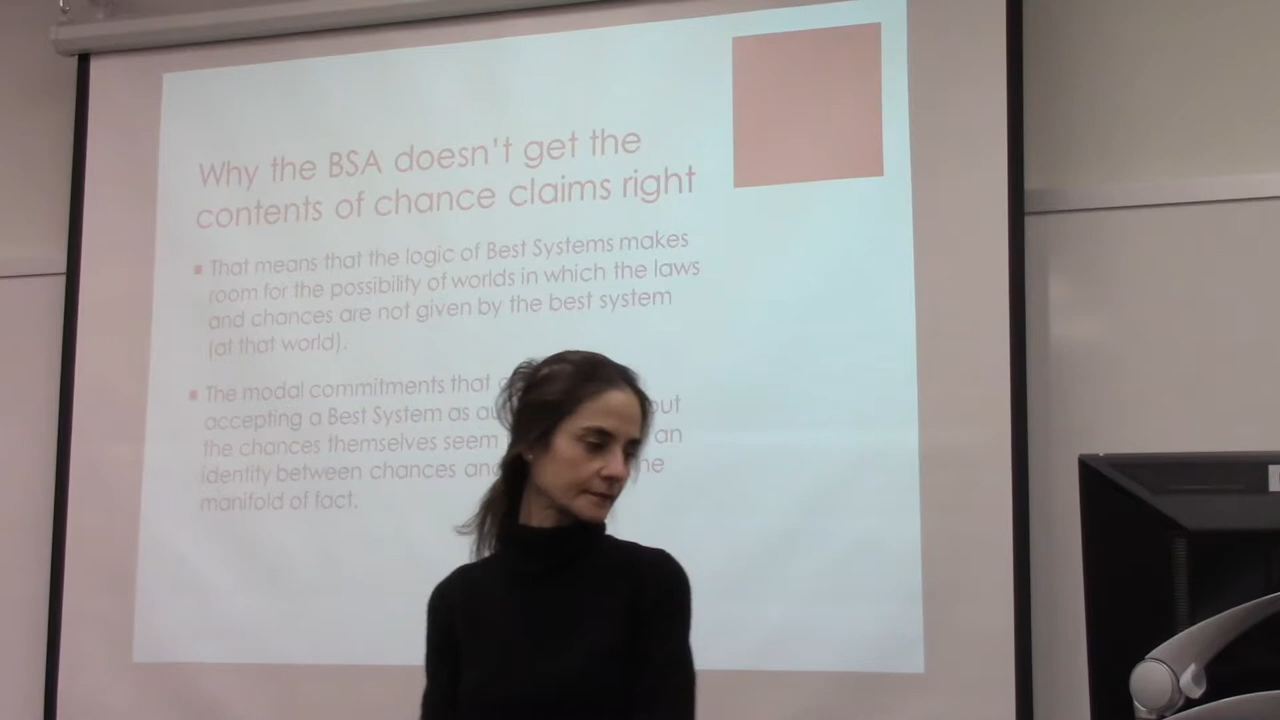 Why the BSA doesn't get the
contents of chance claims right
▪ That means that the logic of Best Systems makes
room for the possibility of worlds in which the laws
and chances are not given by the best system
(at that world).
▪ The modal commitments that
accepting a Best System as
the chances themselves seem an
identity between chances
manifold of fact.